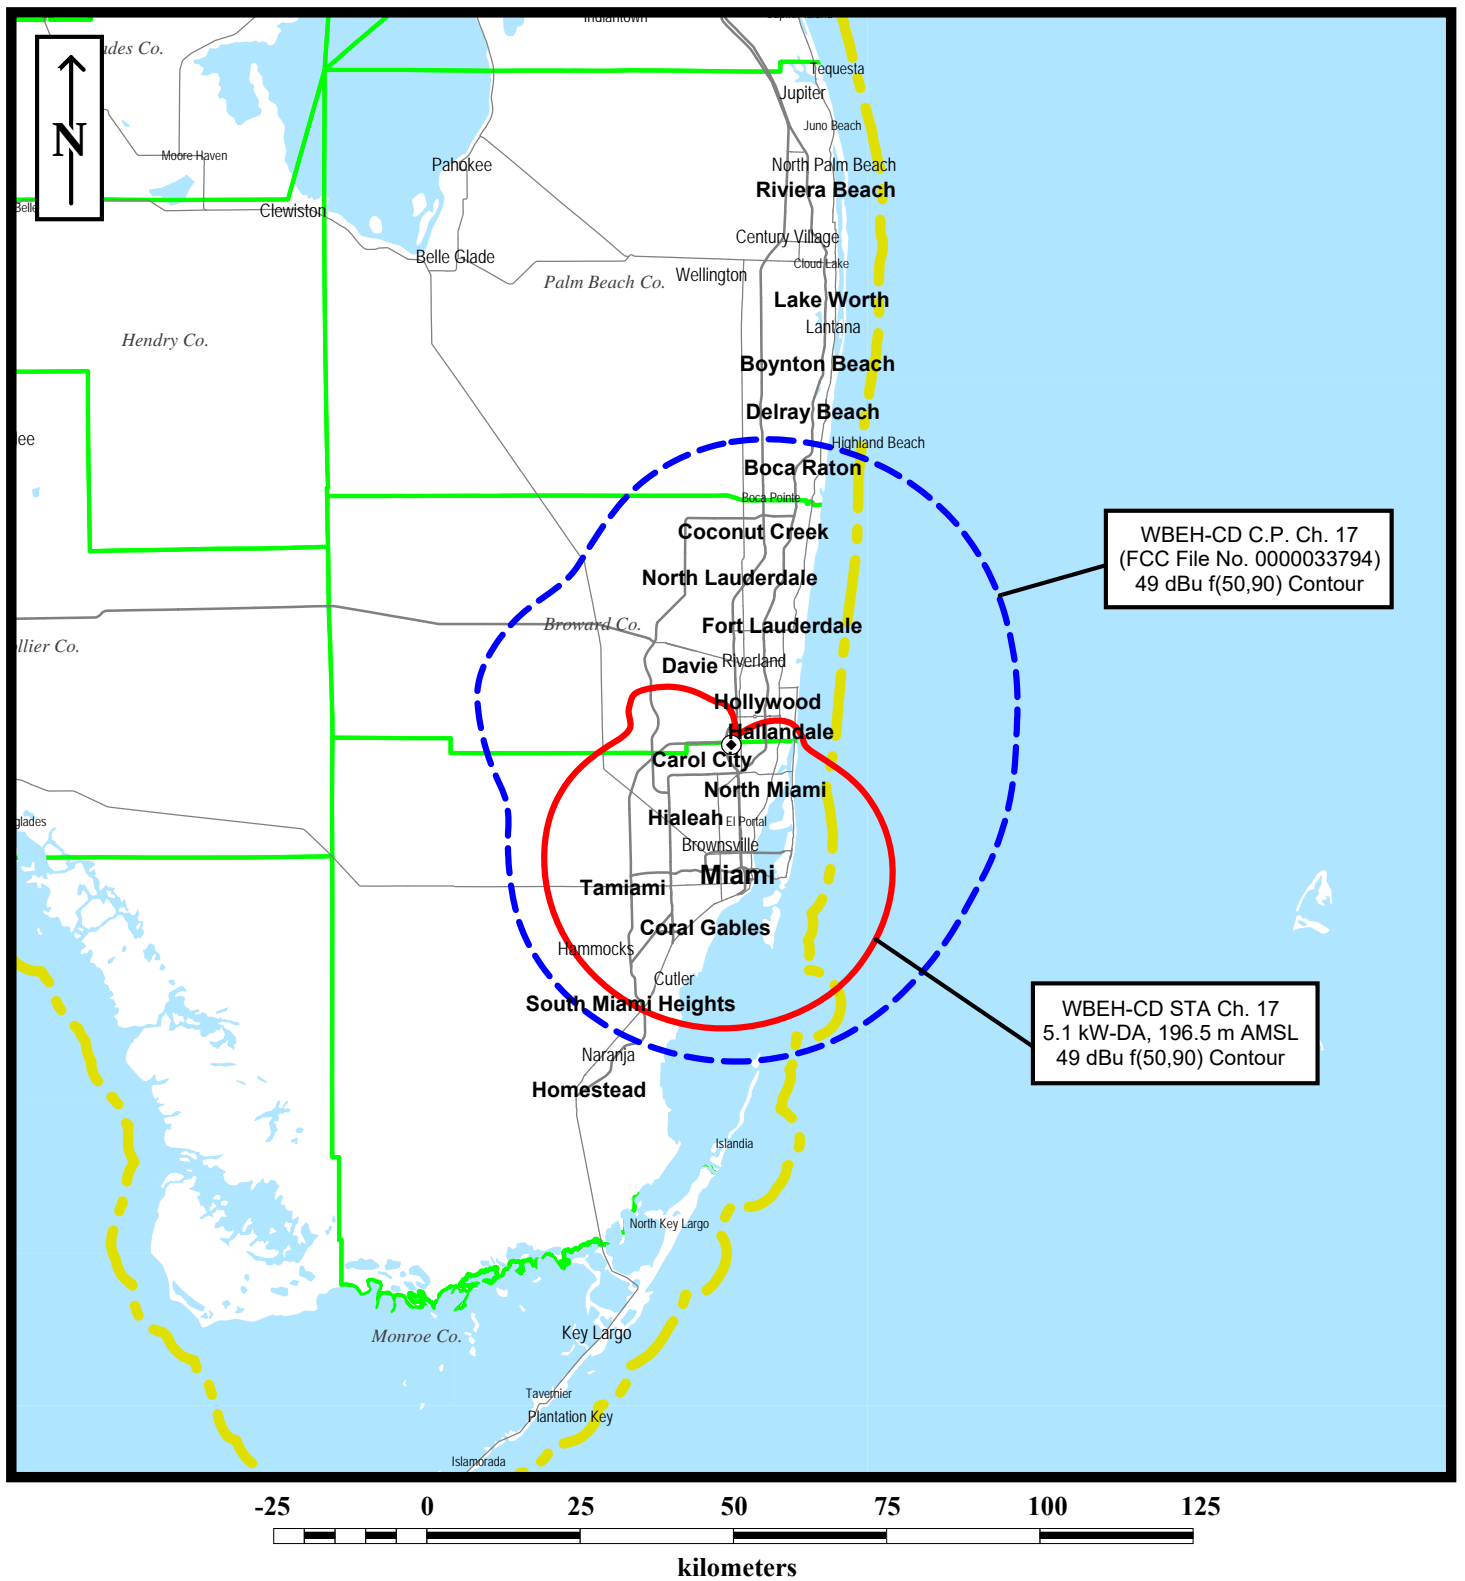 Indiantown
ades Co.
N
Tequesta
Jupiter
Juno Beach
Moore Haven
Pahokee
North Palm Beach
Riviera Beach
Belle
Clewiston
Century Village
Belle Glade
Cloud Lake
Palm Beach Co.
Wellington
Lake Worth
Lantana
Hendry Co.
Boynton Beach
Delray Beach
lee
Highland Beach
Boca Raton
Boca Pointe
Coconut Creek
WBEH-CD C.P. Ch. 17
(FCC File No. 0000033794)
49 dBu f(50,90) Contour
North Lauderdale
Broward Co.
Fort Lauderdale
ollier Co.
Davie
Riverland
Hollywood
Hallandale
Carol City
North Miami
Hialeah
El Portal
glades
Brownsville
Miami
Tamiami
Coral Gables
Hammocks
Cutler
South Miami Heights
WBEH-CD STA Ch. 17
5.1 kW-DA, 196.5 m AMSL
49 dBu f(50,90) Contour
Naranja
Homestead
Islandia
North Key Largo
Monroe Co.
Key Largo
Tavernier
Plantation Key
Islamorada
-25 0 25 50 75 100 125
kilometers